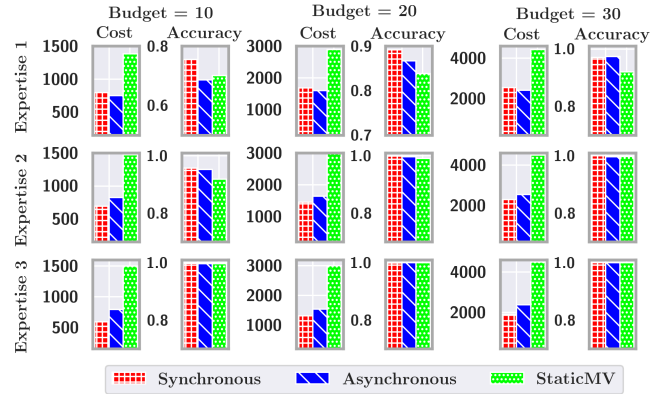 Budget = 10 Budget = 20 Budget = 30
Cost Accuracy Cost Accuracy Cost Accuracy
Expertise 1
1500 1000 500 0.8 0.6 3000 2000 1000 0.9 0.8 0.7 4000 2000 1.0 0.8
Expertise 2
1500 1000 500 1.0 0.8 3000 2000 1000 1.0 0.8 4000 2000 1.0 0.8
Expertise 3
1500 1000 500 1.0 0.8 3000 2000 1000 1.0 0.8 4000 2000 1.0 0.8
Synchronous Asynchronous StaticMV